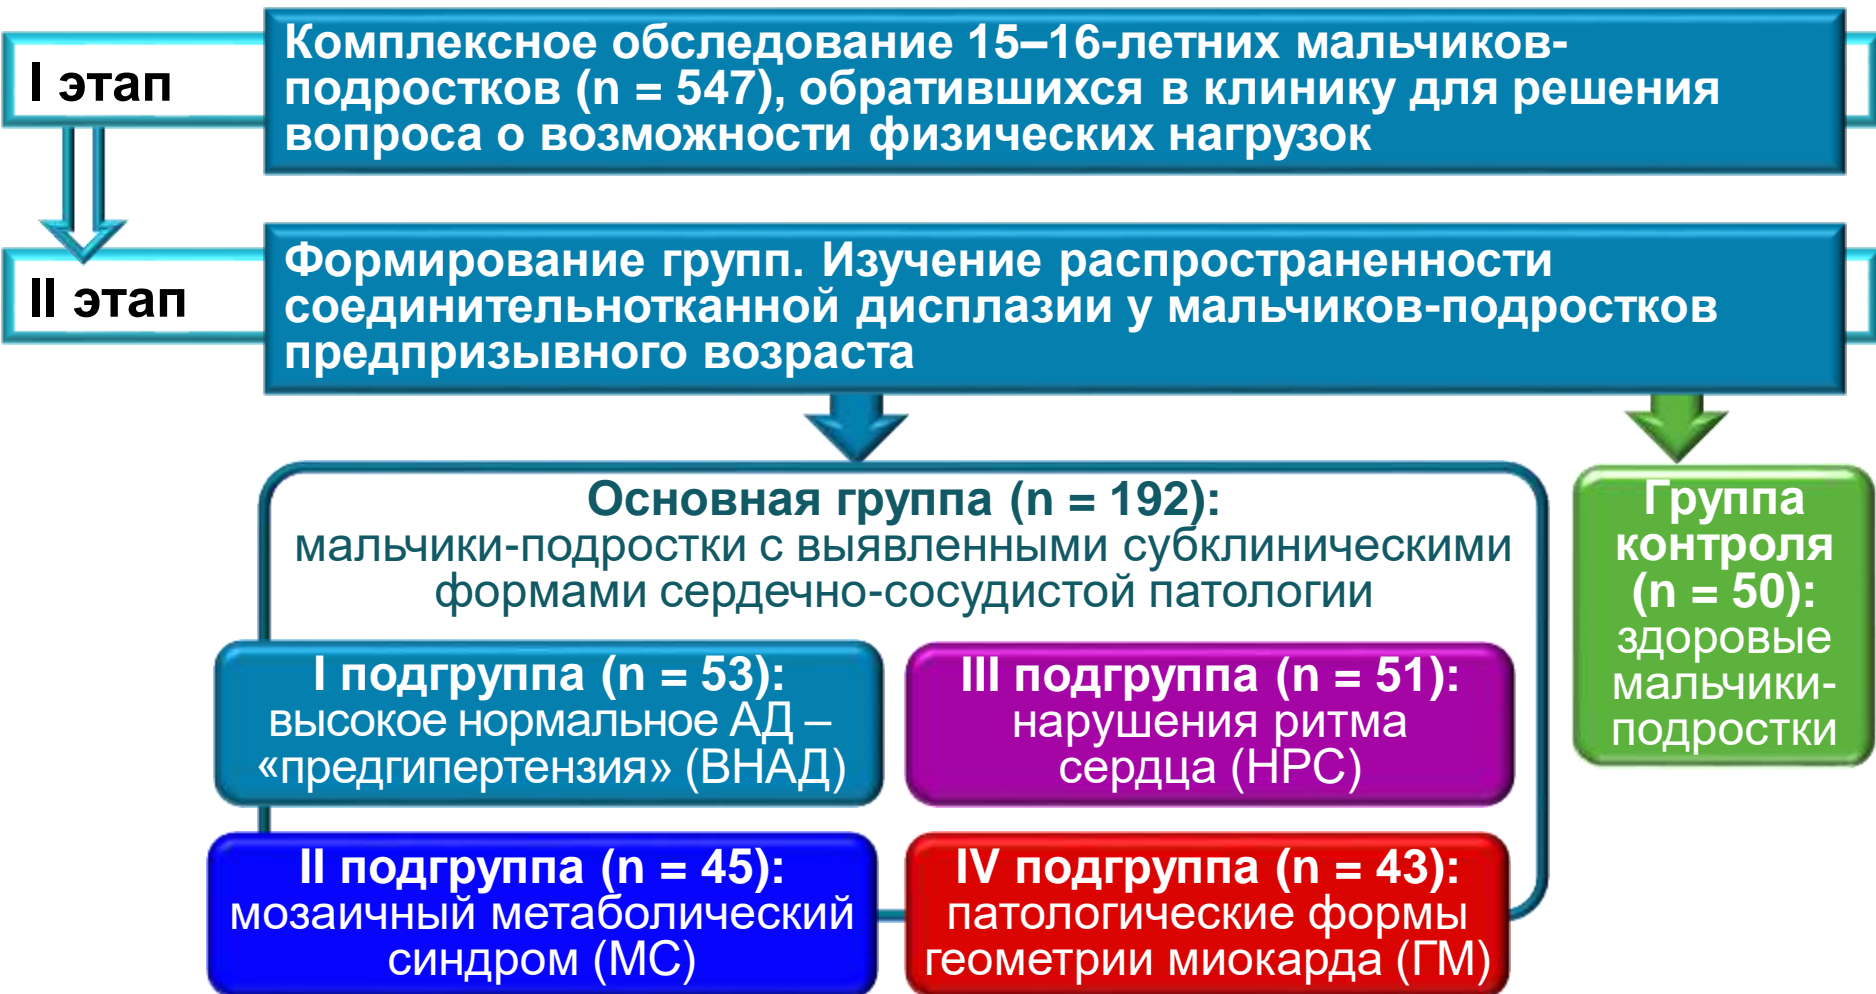 I этап
Комплексное обследование 15–16-летних мальчиков-
подростков (n = 547), обратившихся в клинику для решения
вопроса о возможности физических нагрузок
II этап
Формирование групп. Изучение распространенности
соединительнотканной дисплазии у мальчиков-подростков
предпризывного возраста
Основная группа (n = 192):
мальчики-подростки с выявленными субклиническими
формами сердечно-сосудистой патологии
I подгруппа (n = 53):
высокое нормальное АД –
«предгипертензия» (ВНАД)
III подгруппа (n = 51):
нарушения ритма
сердца (НРС)
II подгруппа (n = 45):
мозаичный метаболический
синдром (МС)
IV подгруппа (n = 43):
патологические формы
геометрии миокарда (ГМ)
Группа
контроля
(n = 50):
здоровые
мальчики-
подростки